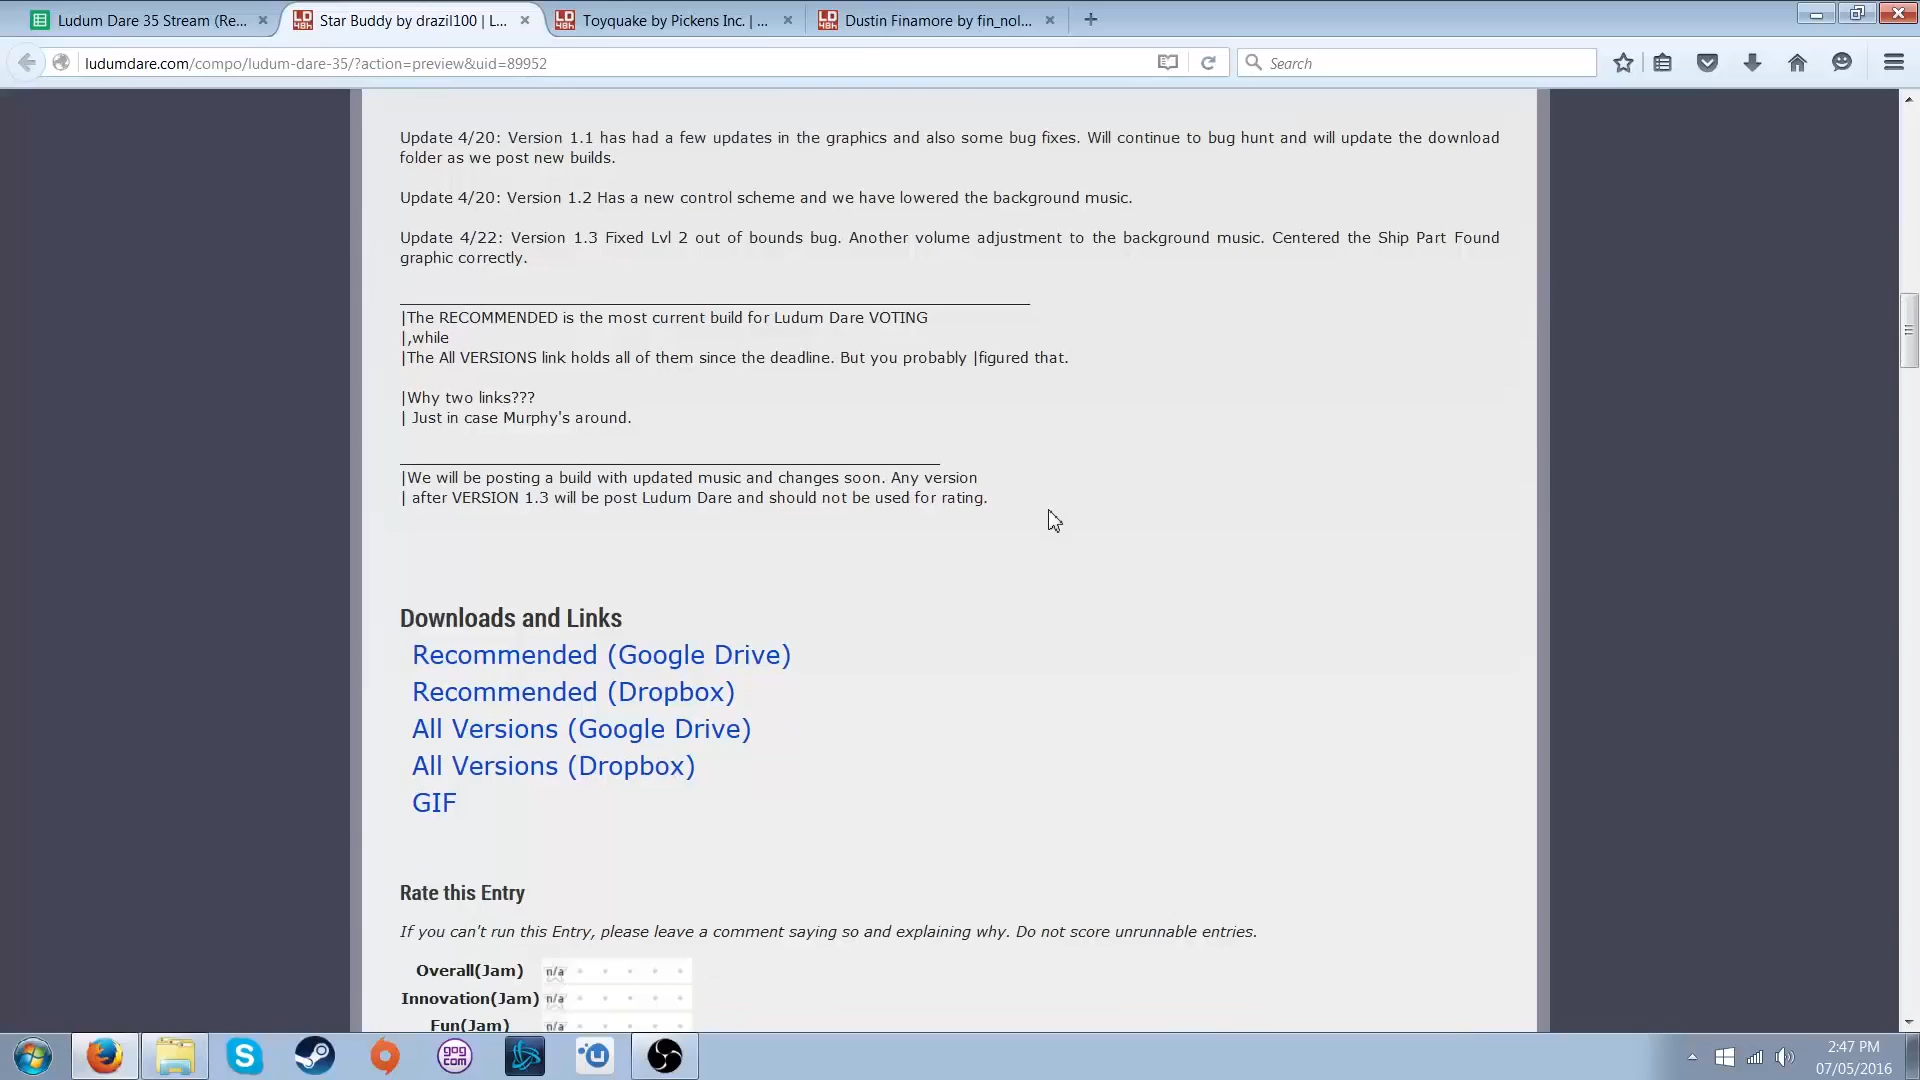 Ludum Dare 35 Stream (Re...
Star Buddy by drazil100 | L...
Toyquake by Pickens Inc. | ...
Dustin Finamore by fin_nol...
ludumdare.com/compo/ludum-dare-35/?action=preview&uid=89952
Search
Update 4/20: Version 1.1 has had a few updates in the graphics and also some bug fixes. Will continue to bug hunt and will update the download
folder as we post new builds.
Update 4/20: Version 1.2 Has a new control scheme and we have lowered the background music.
Update 4/22: Version 1.3 Fixed Lvl 2 out of bounds bug. Another volume adjustment to the background music. Centered the Ship Part Found
graphic correctly.
|The RECOMMENDED is the most current build for Ludum Dare VOTING
|,while
|The All VERSIONS link holds all of them since the deadline. But you probably |figured that.
|Why two links???
| Just in case Murphy's around.
|We will be posting a build with updated music and changes soon. Any version
| after VERSION 1.3 will be post Ludum Dare and should not be used for rating.
Downloads and Links
Recommended (Google Drive)
Recommended (Dropbox)
All Versions (Google Drive)
All Versions (Dropbox)
GIF
Rate this Entry
If you can't run this Entry, please leave a comment saying so and explaining why. Do not score unrunnable entries.
Overall(Jam) n/a
Innovation(Jam) n/a
Fun(Jam) n/a
gog
com
2:47 PM
07/05/2016